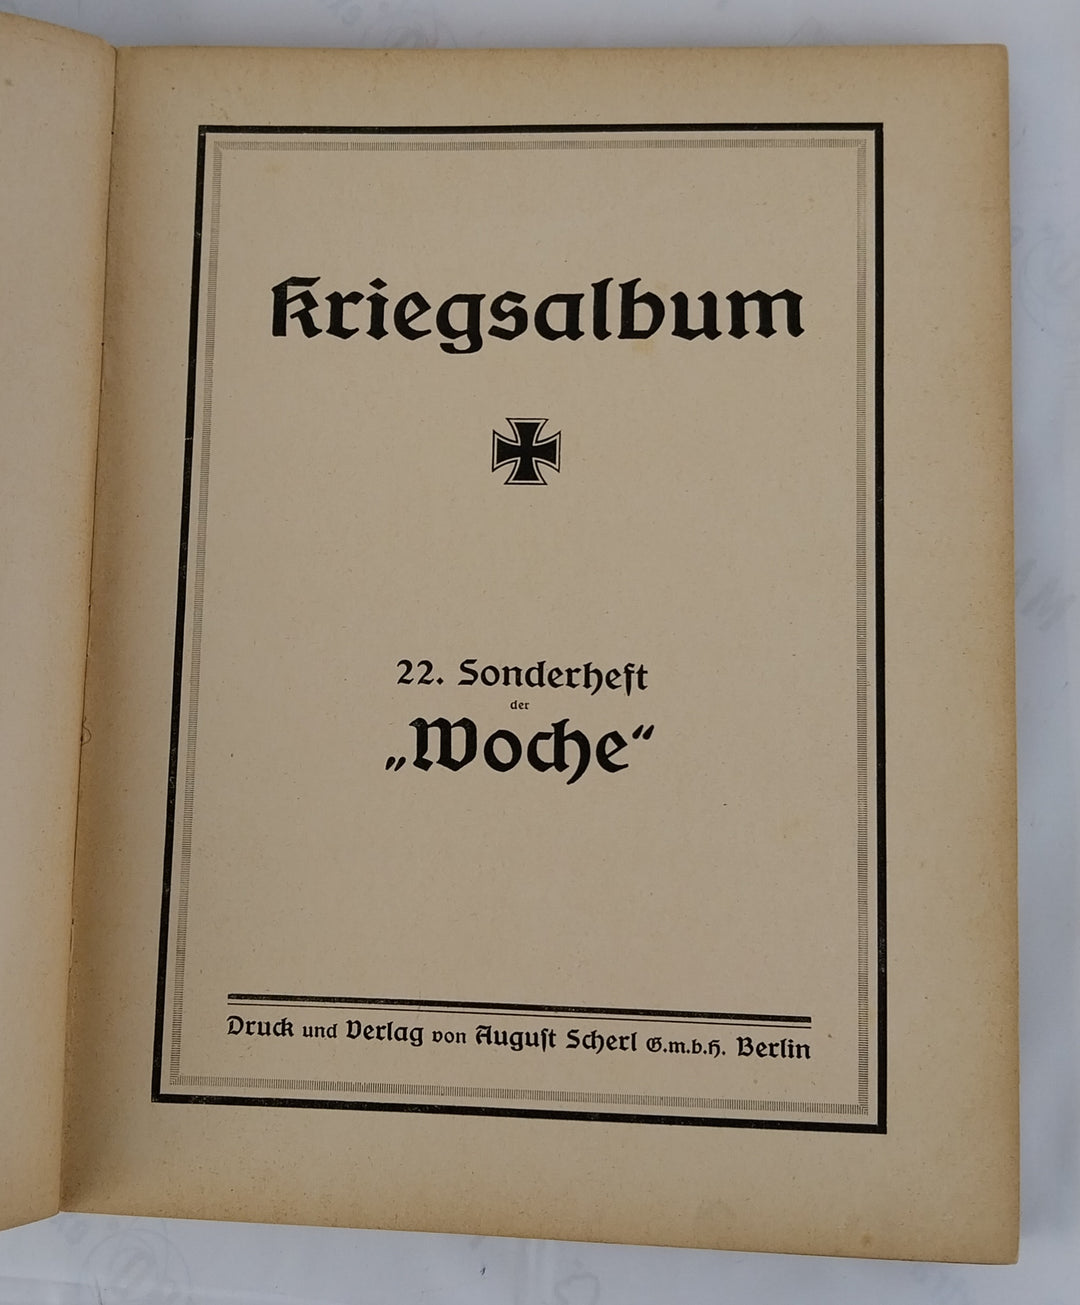 Kriegsalbum
22. Sonderheft
der
„Woche“
Druck und Verlag von August Scherl G.m.b.H. Berlin